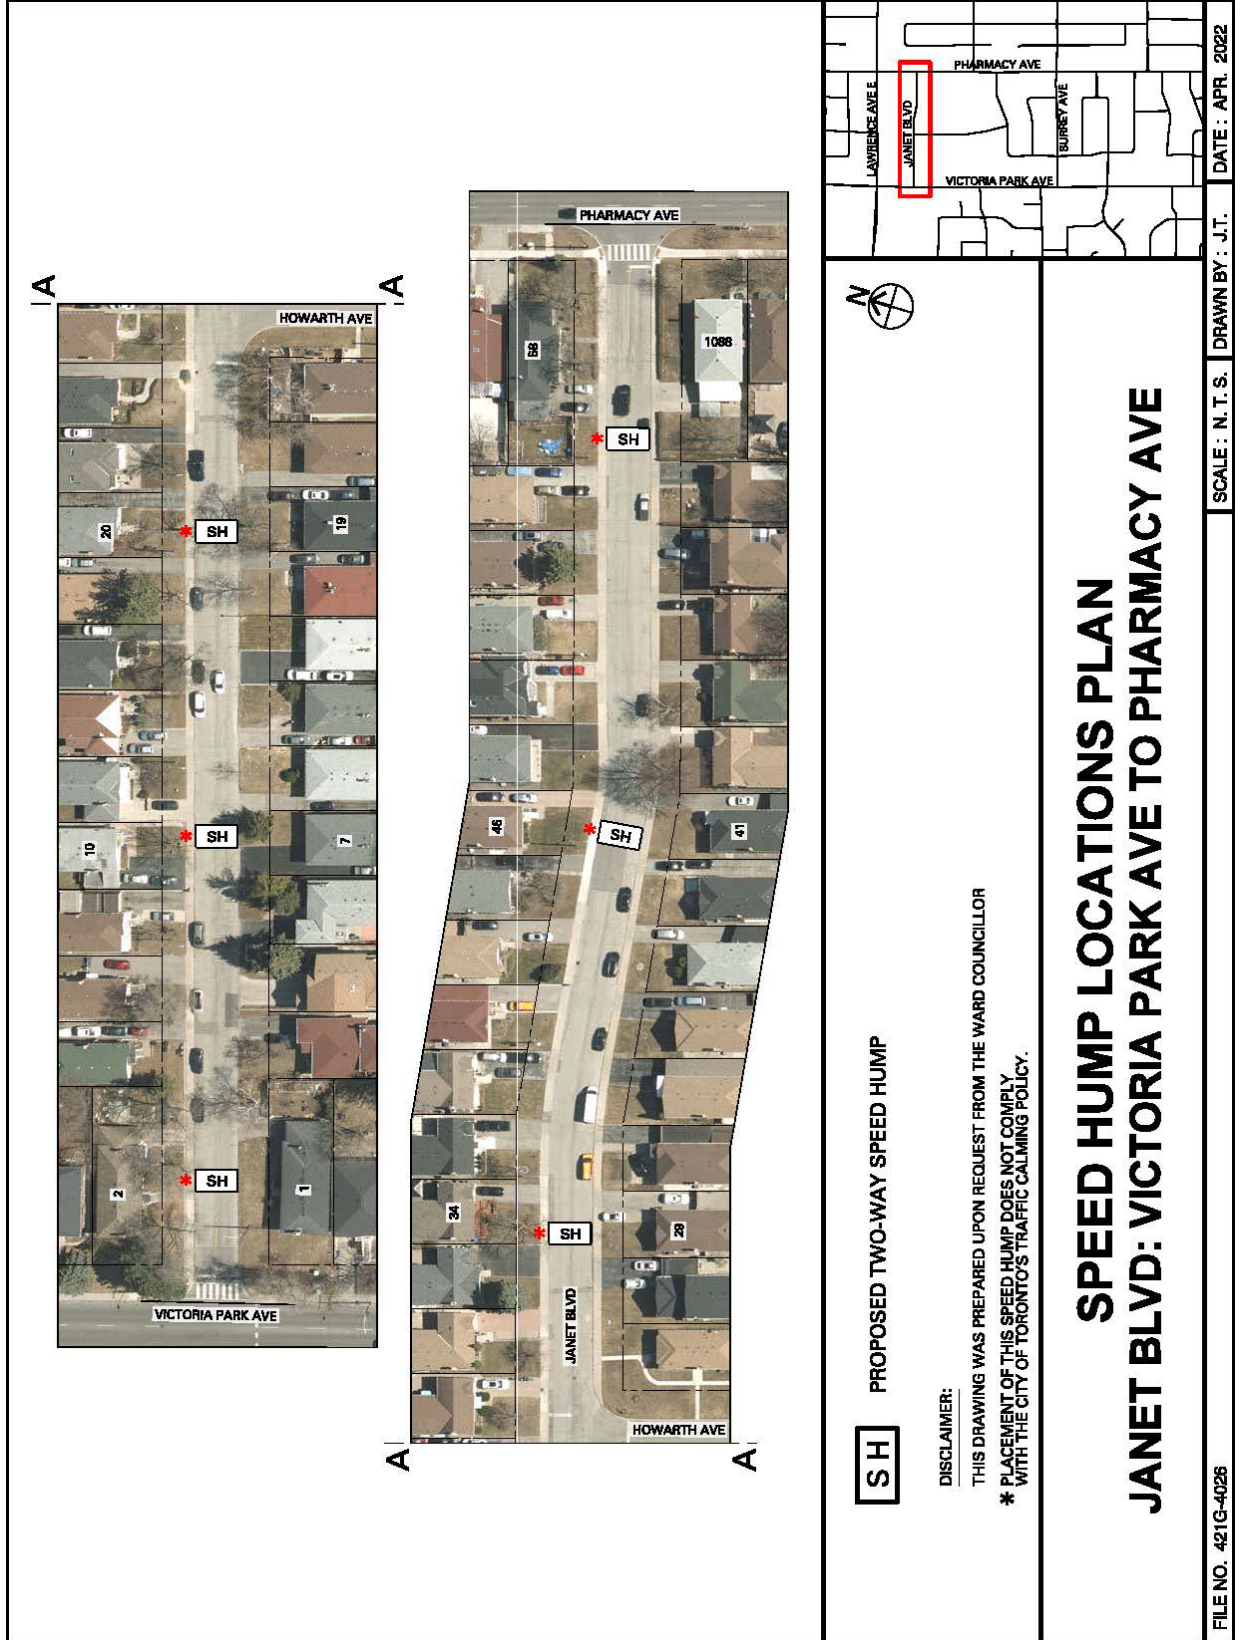 A
A
HOWARTH AVE
20
19
SH
10
7
SH
2
1
SH
VICTORIA PARK AVE
PHARMACY AVE
68
1088
SH
46
41
SH
34
29
SH
JANET BLVD
HOWARTH AVE
A
A
SH
PROPOSED TWO-WAY SPEED HUMP
DISCLAIMER:
THIS DRAWING WAS PREPARED UPON REQUEST FROM THE WARD COUNCILLOR
* PLACEMENT OF THIS SPEED HUMP DOES NOT COMPLY
WITH THE CITY OF TORONTO'S TRAFFIC CALMING POLICY.
N
LAWRENCE AVE E
JANET BLVD
PHARMACY AVE
VICTORIA PARK AVE
SURREY AVE
SPEED HUMP LOCATIONS PLAN
JANET BLVD: VICTORIA PARK AVE TO PHARMACY AVE
FILE NO. 421G-4026
SCALE : N. T. S.
DRAWN BY : J.T.
DATE : APR. 2022